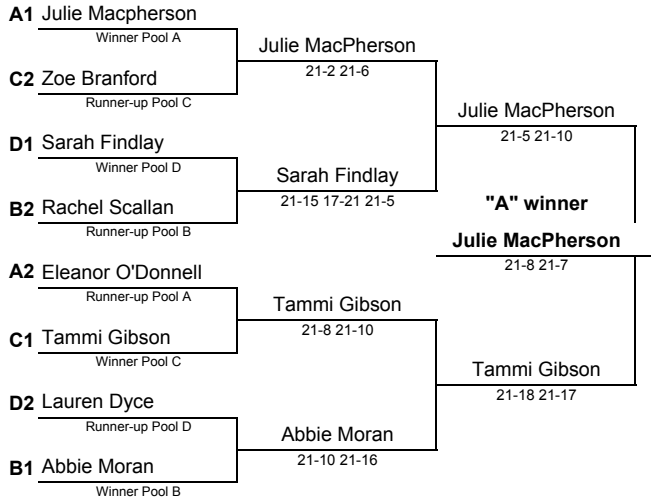 A1 Julie Macpherson
Winner Pool A
Julie MacPherson
21-2 21-6
C2 Zoe Branford
Runner-up Pool C
Julie MacPherson
21-5 21-10
D1 Sarah Findlay
Winner Pool D
Sarah Findlay
21-15 17-21 21-5
B2 Rachel Scallan
Runner-up Pool B
"A" winner
Julie MacPherson
21-8 21-7
A2 Eleanor O'Donnell
Runner-up Pool A
Tammi Gibson
21-8 21-10
C1 Tammi Gibson
Winner Pool C
Tammi Gibson
21-18 21-17
D2 Lauren Dyce
Runner-up Pool D
Abbie Moran
21-10 21-16
B1 Abbie Moran
Winner Pool B